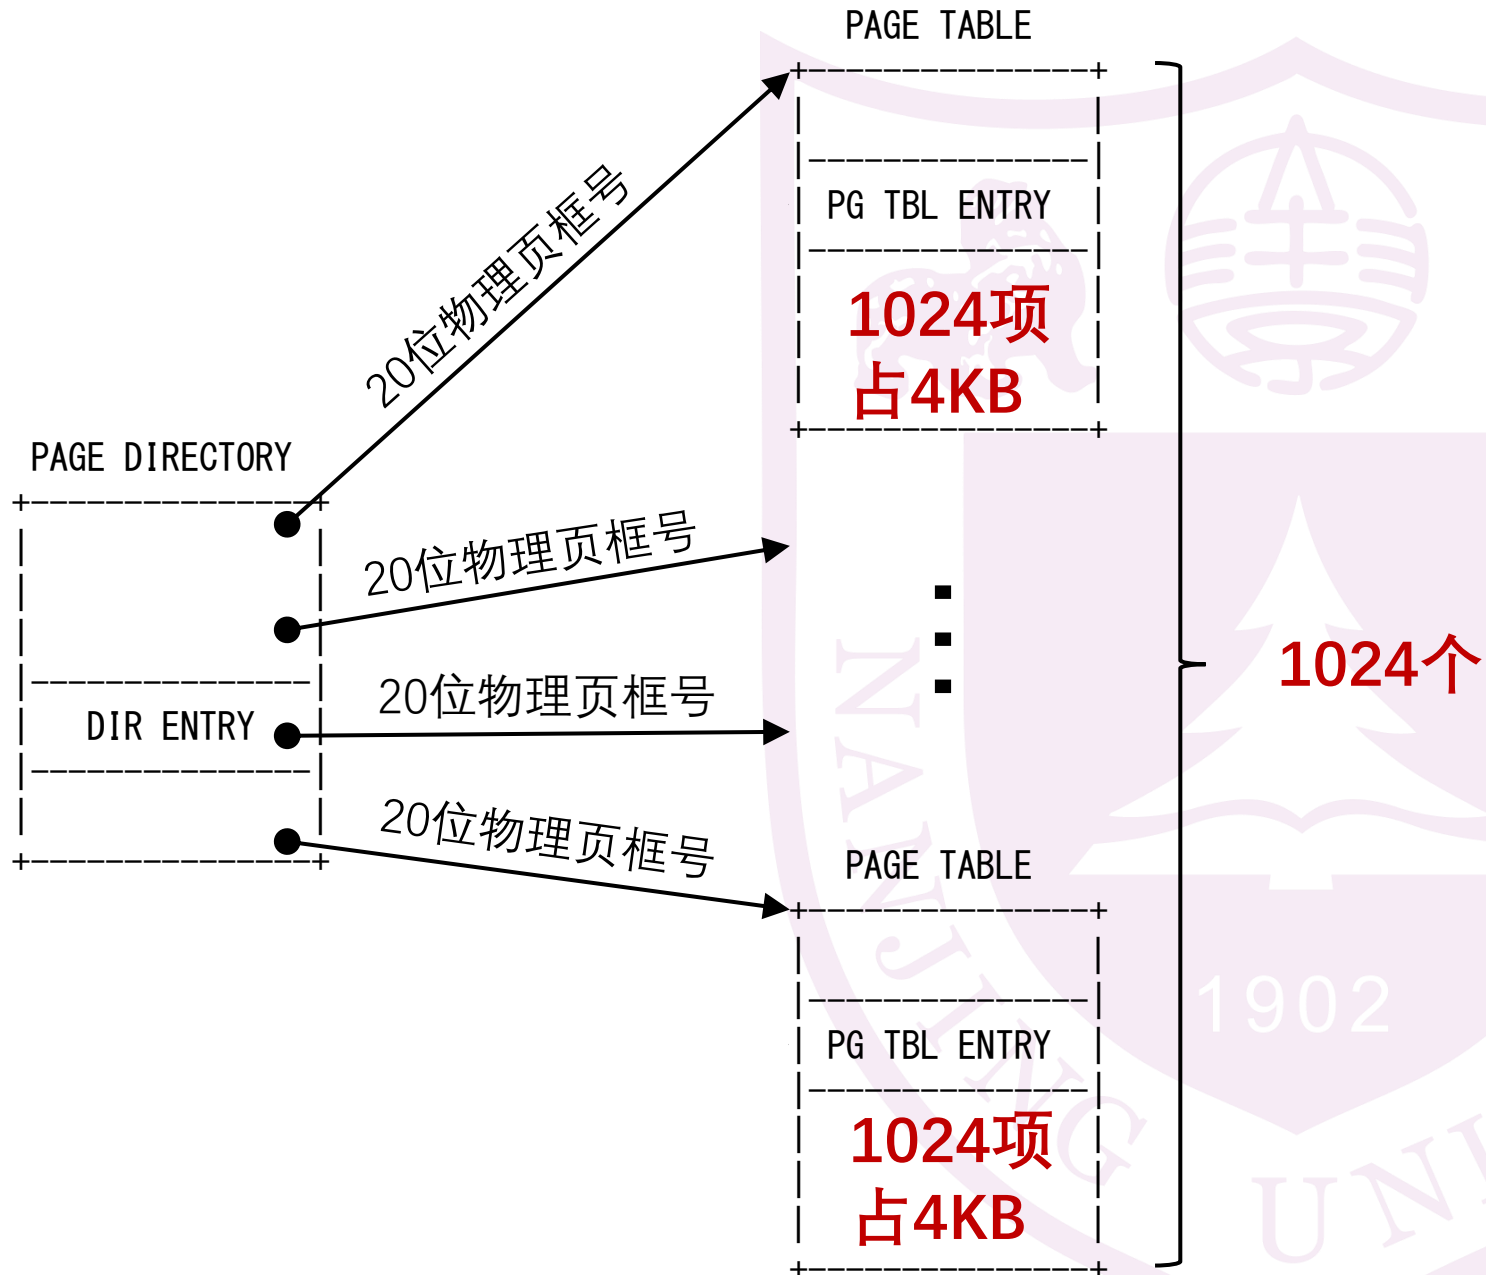 PAGE TABLE
PG TBL ENTRY
1024项
占4KB
20位物理页框号
PAGE DIRECTORY
20位物理页框号
20位物理页框号
DIR ENTRY
20位物理页框号
1024个
PAGE TABLE
PG TBL ENTRY
1024项
占4KB
NANJING UNI
1902